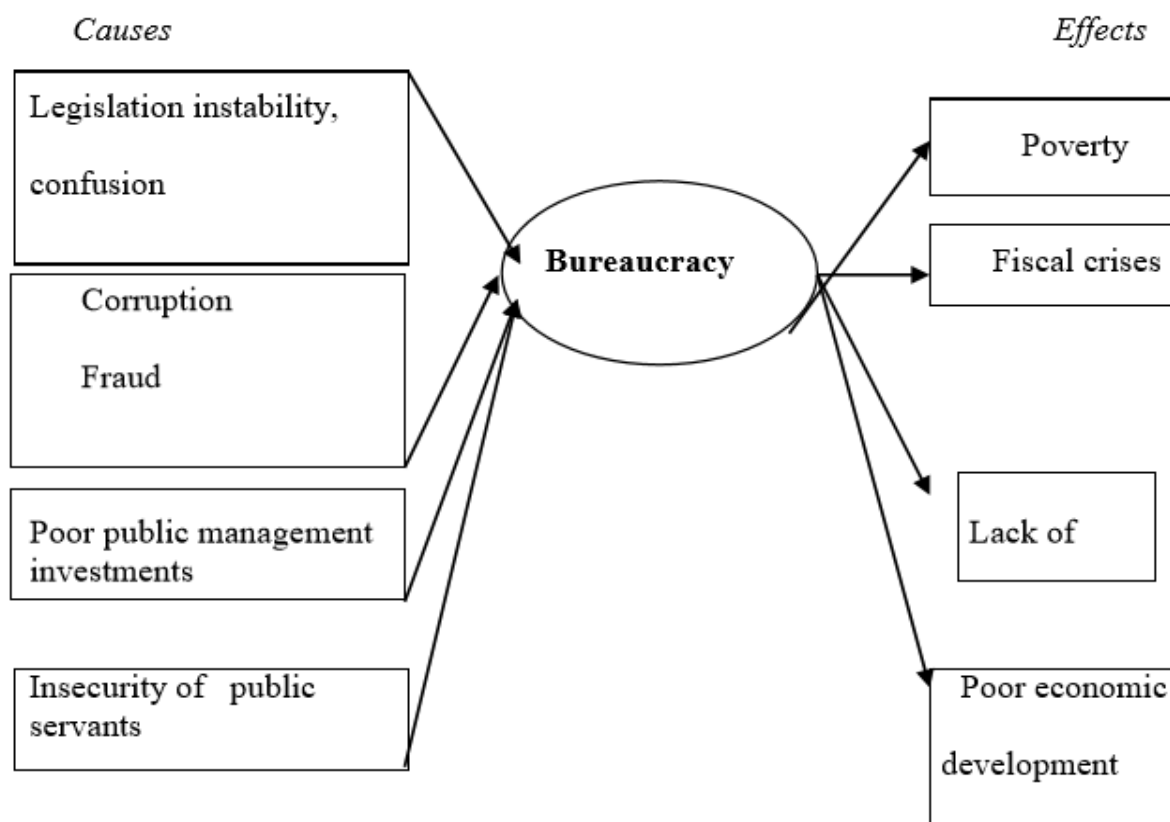 Causes
Effects
Legislation instability,
confusion
Corruption
Fraud
Poor public management
investments
Insecurity of public
servants
Bureaucracy
Poverty
Fiscal crises
Lack of
Poor economic
development